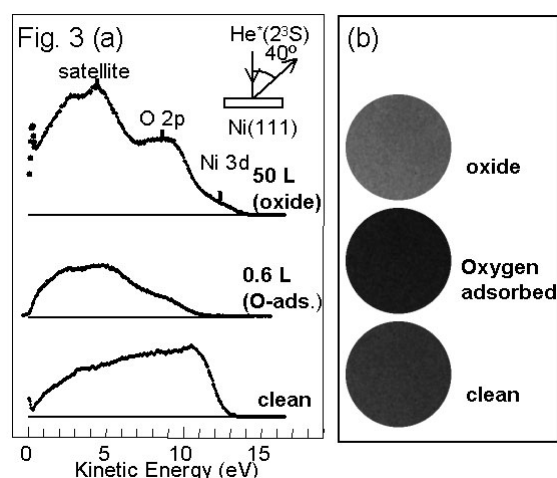 Fig. 3 (a)
He*(2³S)
40º
satellite
O 2p
Ni(111)
Ni 3d
50 L
(oxide)
0.6 L
(O-ads.)
clean
0 5 10 15
Kinetic Energy (eV)
(b)
oxide
Oxygen
adsorbed
clean